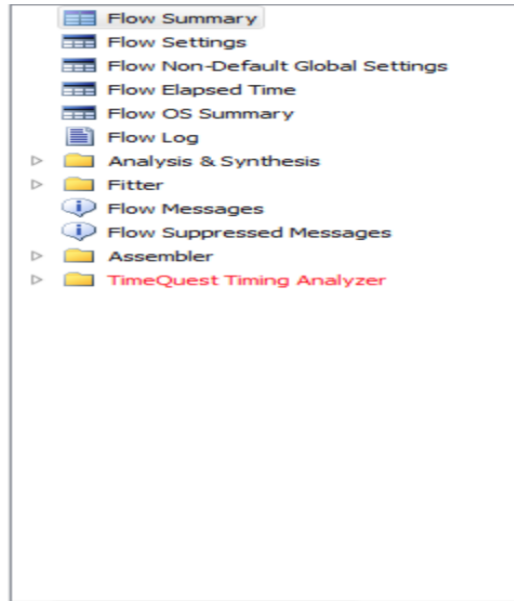 Flow Summary
Flow Settings
Flow Non-Default Global Settings
Flow Elapsed Time
Flow OS Summary
Flow Log
Analysis & Synthesis
Fitter
Flow Messages
Flow Suppressed Messages
Assembler
TimeQuest Timing Analyzer